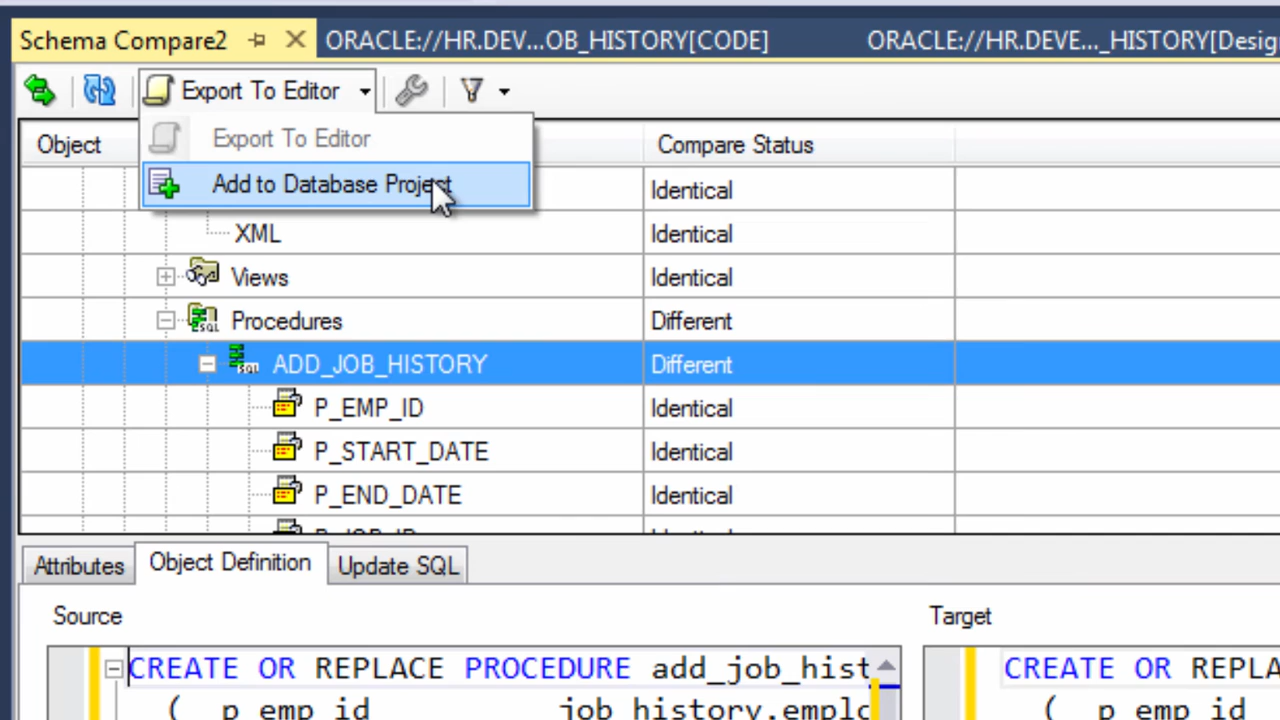 Schema Compare2 ORACLE://HR.DEV...OB_HISTORY[CODE] ORACLE://HR.DEVE..._HISTORY[Desig
Export To Editor
Object Export To Editor Compare Status
Add to Database Project Identical
XML Identical
Views Identical
Procedures Different
ADD_JOB_HISTORY Different
P_EMP_ID Identical
P_START_DATE Identical
P_END_DATE Identical
Attributes Object Definition Update SQL
Source Target
CREATE OR REPLACE PROCEDURE add_job_hist CREATE OR REPLA
( p_emp_id job_history.emplo ( p_emp_id